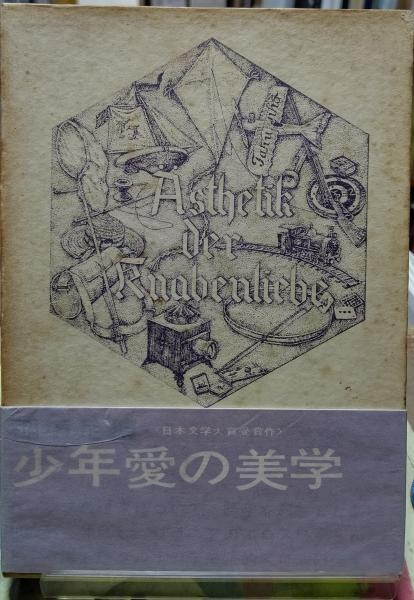 Ästhetik
der
Knabenliebe
〈日本文学大賞受賞作〉
少年愛の美学